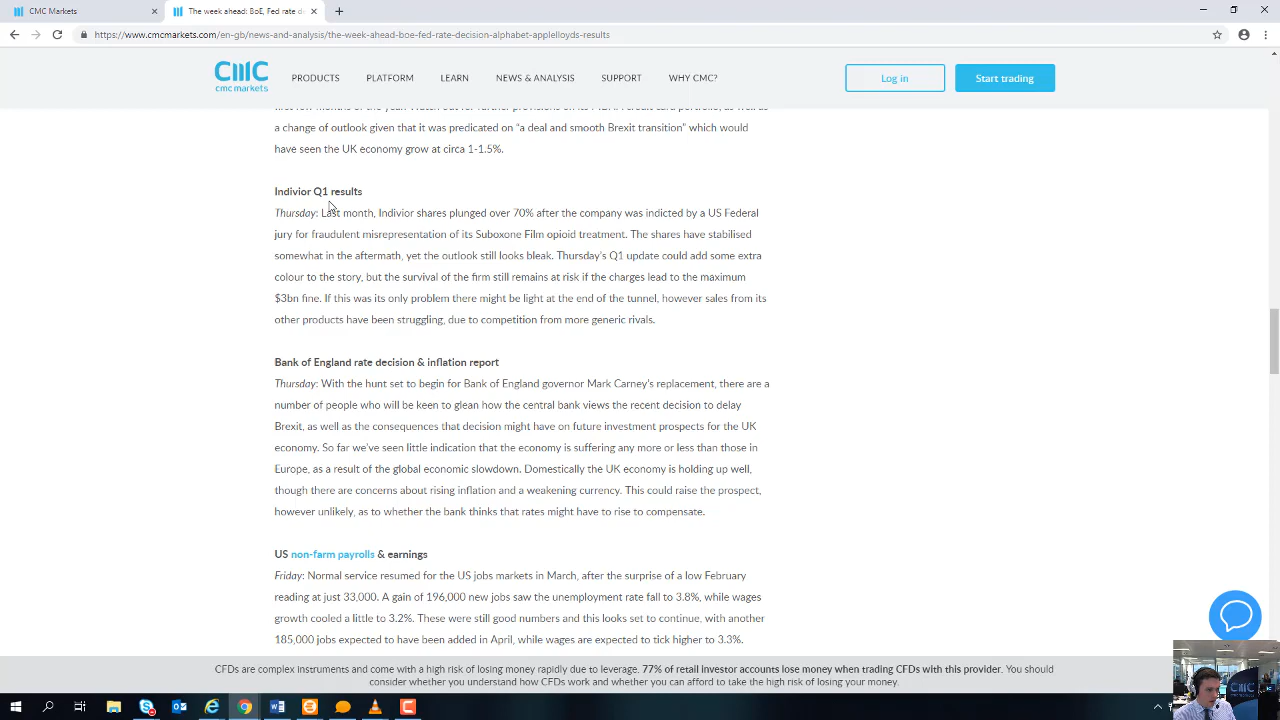 CMC Markets
The week ahead: BoE, Fed rate de
https://www.cmcmarkets.com/en-gb/news-and-analysis/the-week-ahead-boe-fed-rate-decision-alphabet-applelloyds-results
cmc markets
PRODUCTS
PLATFORM
LEARN
NEWS & ANALYSIS
SUPPORT
WHY CMC?
Log in
Start trading
a change of outlook given that it was predicated on “a deal and smooth Brexit transition” which would
have seen the UK economy grow at circa 1-1.5%.
Indivior Q1 results
Thursday: Last month, Indivior shares plunged over 70% after the company was indicted by a US Federal
jury for fraudulent misrepresentation of its Suboxone Film opioid treatment. The shares have stabilised
somewhat in the aftermath, yet the outlook still looks bleak. Thursday’s Q1 update could add some extra
colour to the story, but the survival of the firm still remains at risk if the charges lead to the maximum
$3bn fine. If this was its only problem there might be light at the end of the tunnel, however sales from its
other products have been struggling, due to competition from more generic rivals.
Bank of England rate decision & inflation report
Thursday: With the hunt set to begin for Bank of England governor Mark Carney’s replacement, there are a
number of people who will be keen to glean how the central bank views the recent decision to delay
Brexit, as well as the consequences that decision might have on future investment prospects for the UK
economy. So far we’ve seen little indication that the economy is suffering any more or less than those in
Europe, as a result of the global economic slowdown. Domestically the UK economy is holding up well,
though there are concerns about rising inflation and a weakening currency. This could raise the prospect,
however unlikely, as to whether the bank thinks that rates might have to rise to compensate.
US non-farm payrolls & earnings
Friday: Normal service resumed for the US jobs markets in March, after the surprise of a low February
reading at just 33,000. A gain of 196,000 new jobs saw the unemployment rate fall to 3.8%, while wages
growth cooled a little to 3.2%. These were still good numbers and this looks set to continue, with another
185,000 jobs expected to have been added in April, while wages are expected to tick higher to 3.3%.
CFDs are complex instruments and come with a high risk of losing money rapidly due to leverage. 77% of retail investor accounts lose money when trading CFDs with this provider. You should
consider whether you understand how CFDs work and whether you can afford to take the high risk of losing your money.